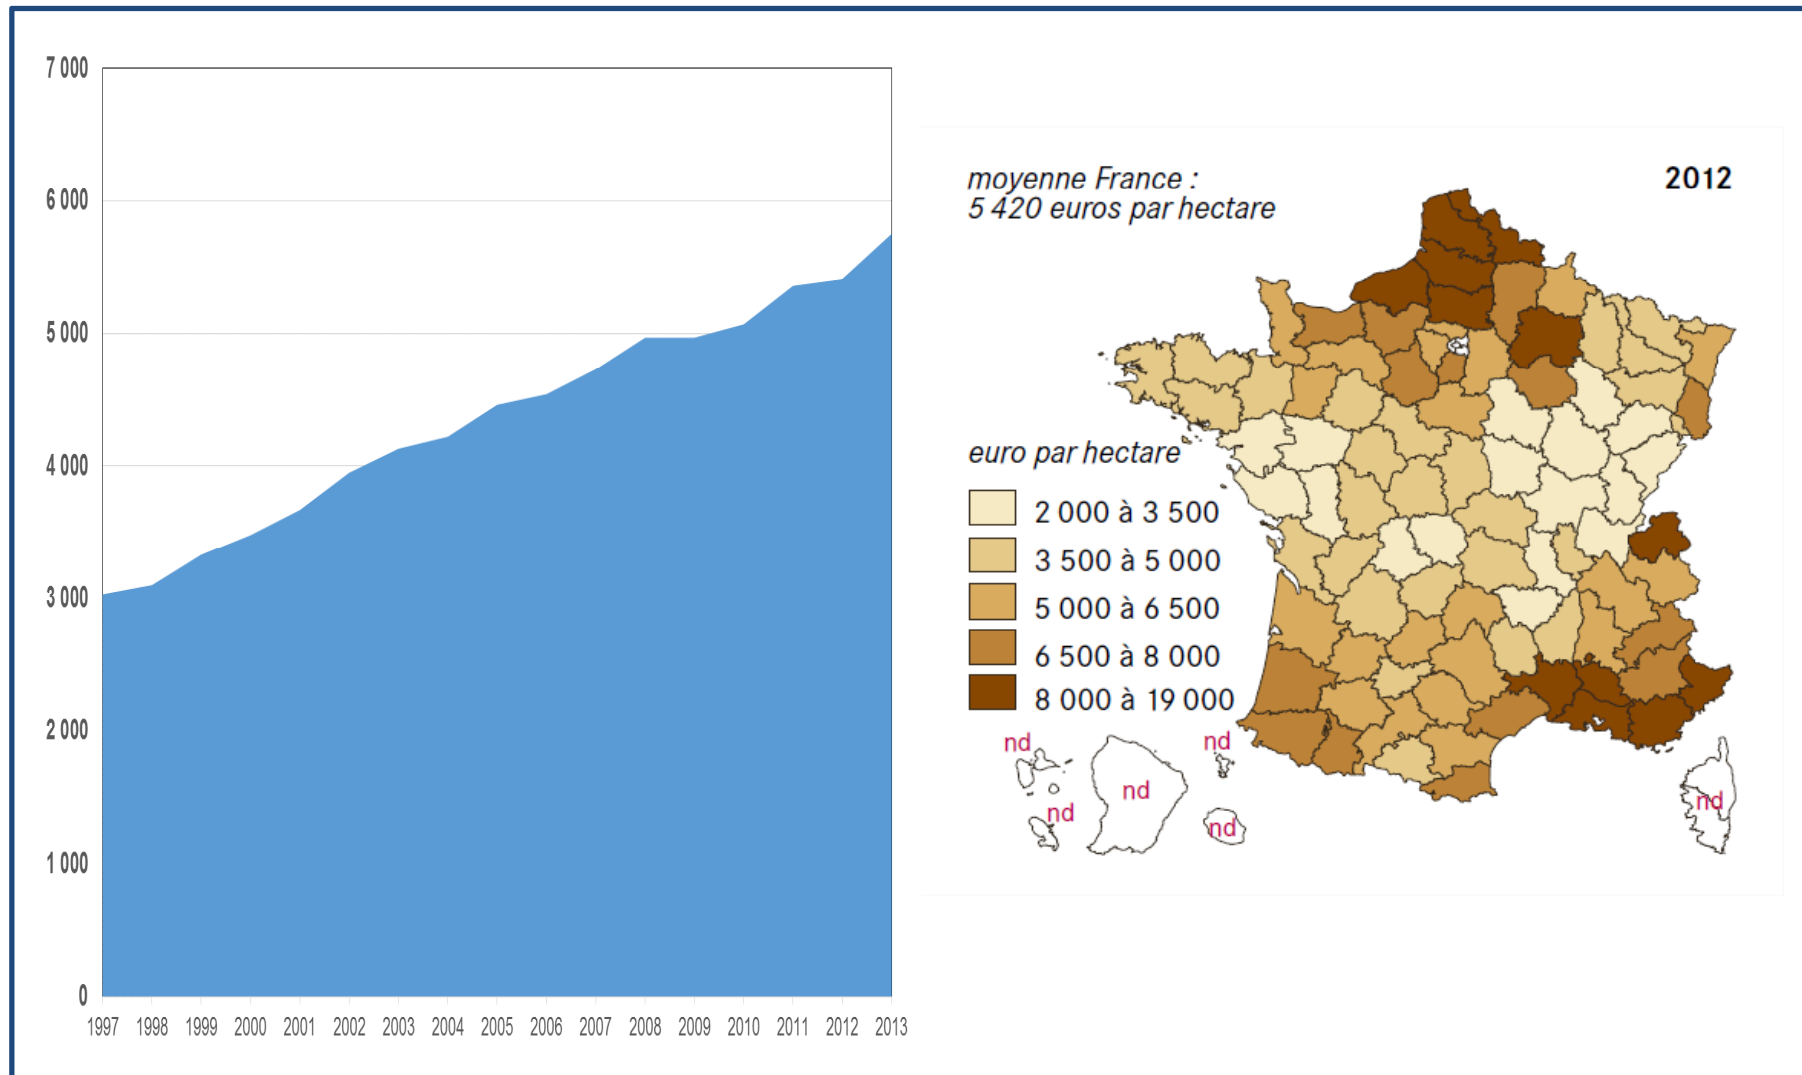 7 000
6 000
5 000
4 000
3 000
2 000
1 000
0
1997 1998 1999 2000 2001 2002 2003 2004 2005 2006 2007 2008 2009 2010 2011 2012 2013
moyenne France :
5 420 euros par hectare
2012
euro par hectare
2 000 à 3 500
3 500 à 5 000
5 000 à 6 500
6 500 à 8 000
8 000 à 19 000
nd
nd
nd
nd
nd
nd